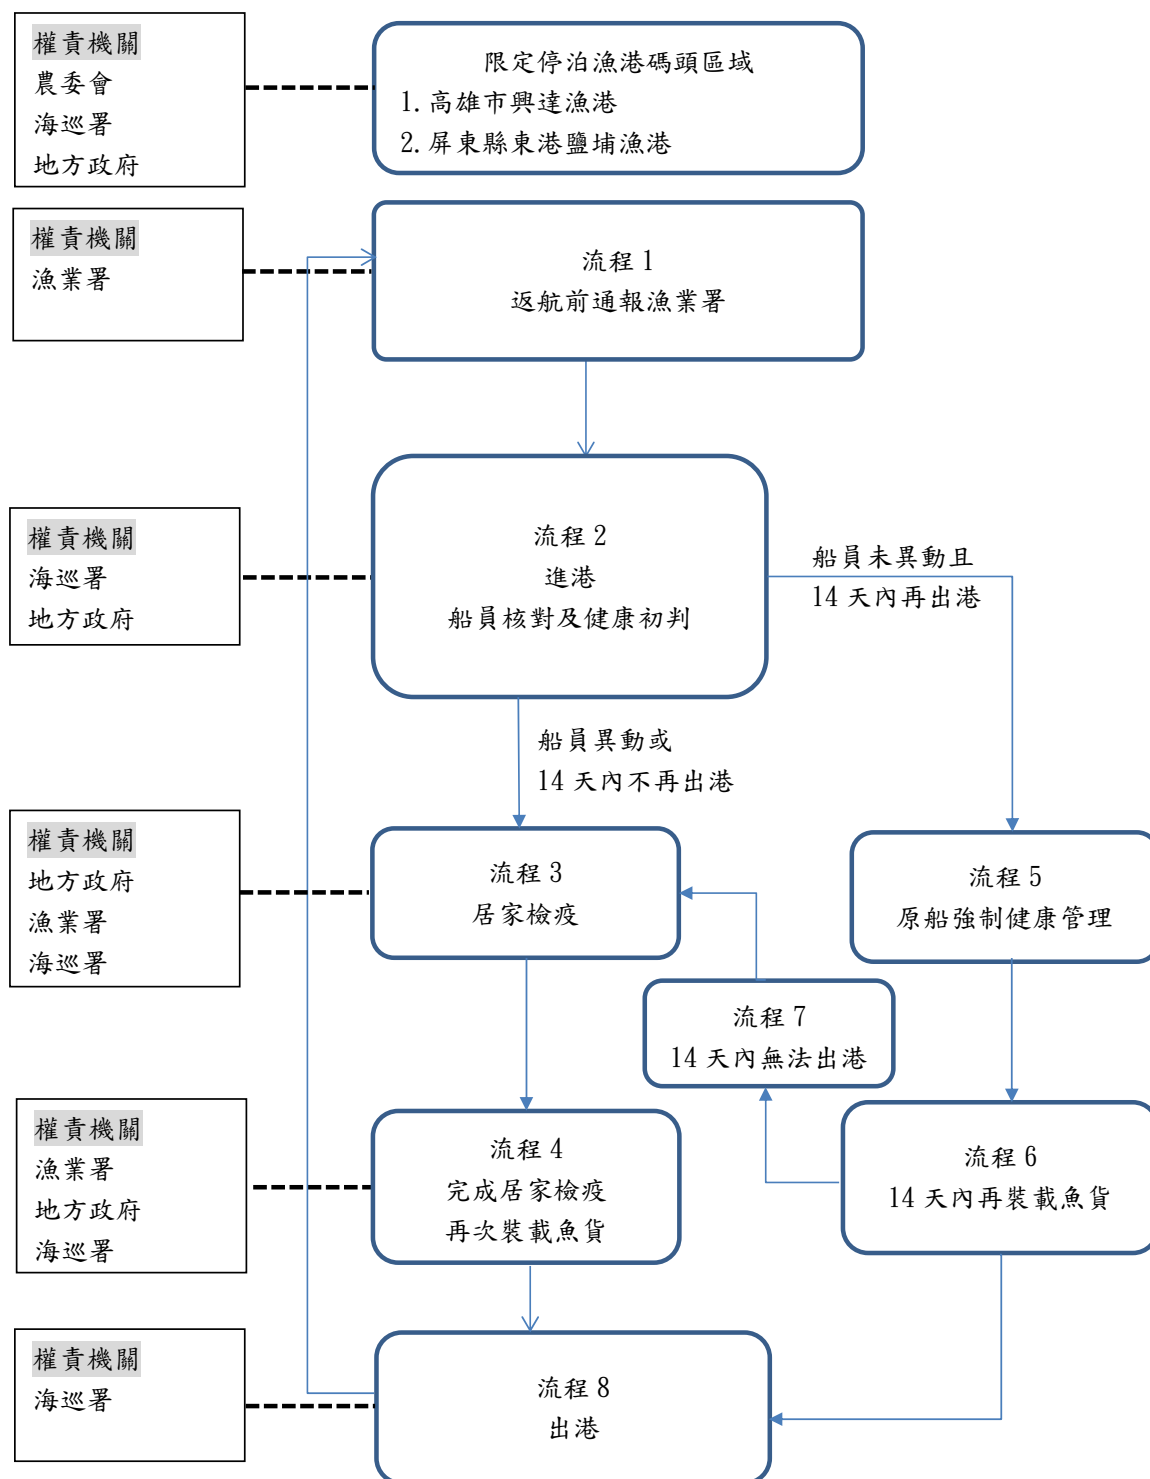 權責機關
農委會
海巡署
地方政府
限定停泊漁港碼頭區域
1.高雄市興達漁港
2.屏東縣東港鹽埔漁港
權責機關
漁業署
流程 1
返航前通報漁業署
權責機關
海巡署
地方政府
流程 2
進港
船員核對及健康初判
船員未異動且
14 天內再出港
船員異動或
14 天內不再出港
權責機關
地方政府
漁業署
海巡署
流程 3
居家檢疫
流程 5
原船強制健康管理
流程 7
14 天內無法出港
權責機關
漁業署
地方政府
海巡署
流程 4
完成居家檢疫
再次裝載魚貨
流程 6
14 天內再裝載魚貨
權責機關
海巡署
流程 8
出港